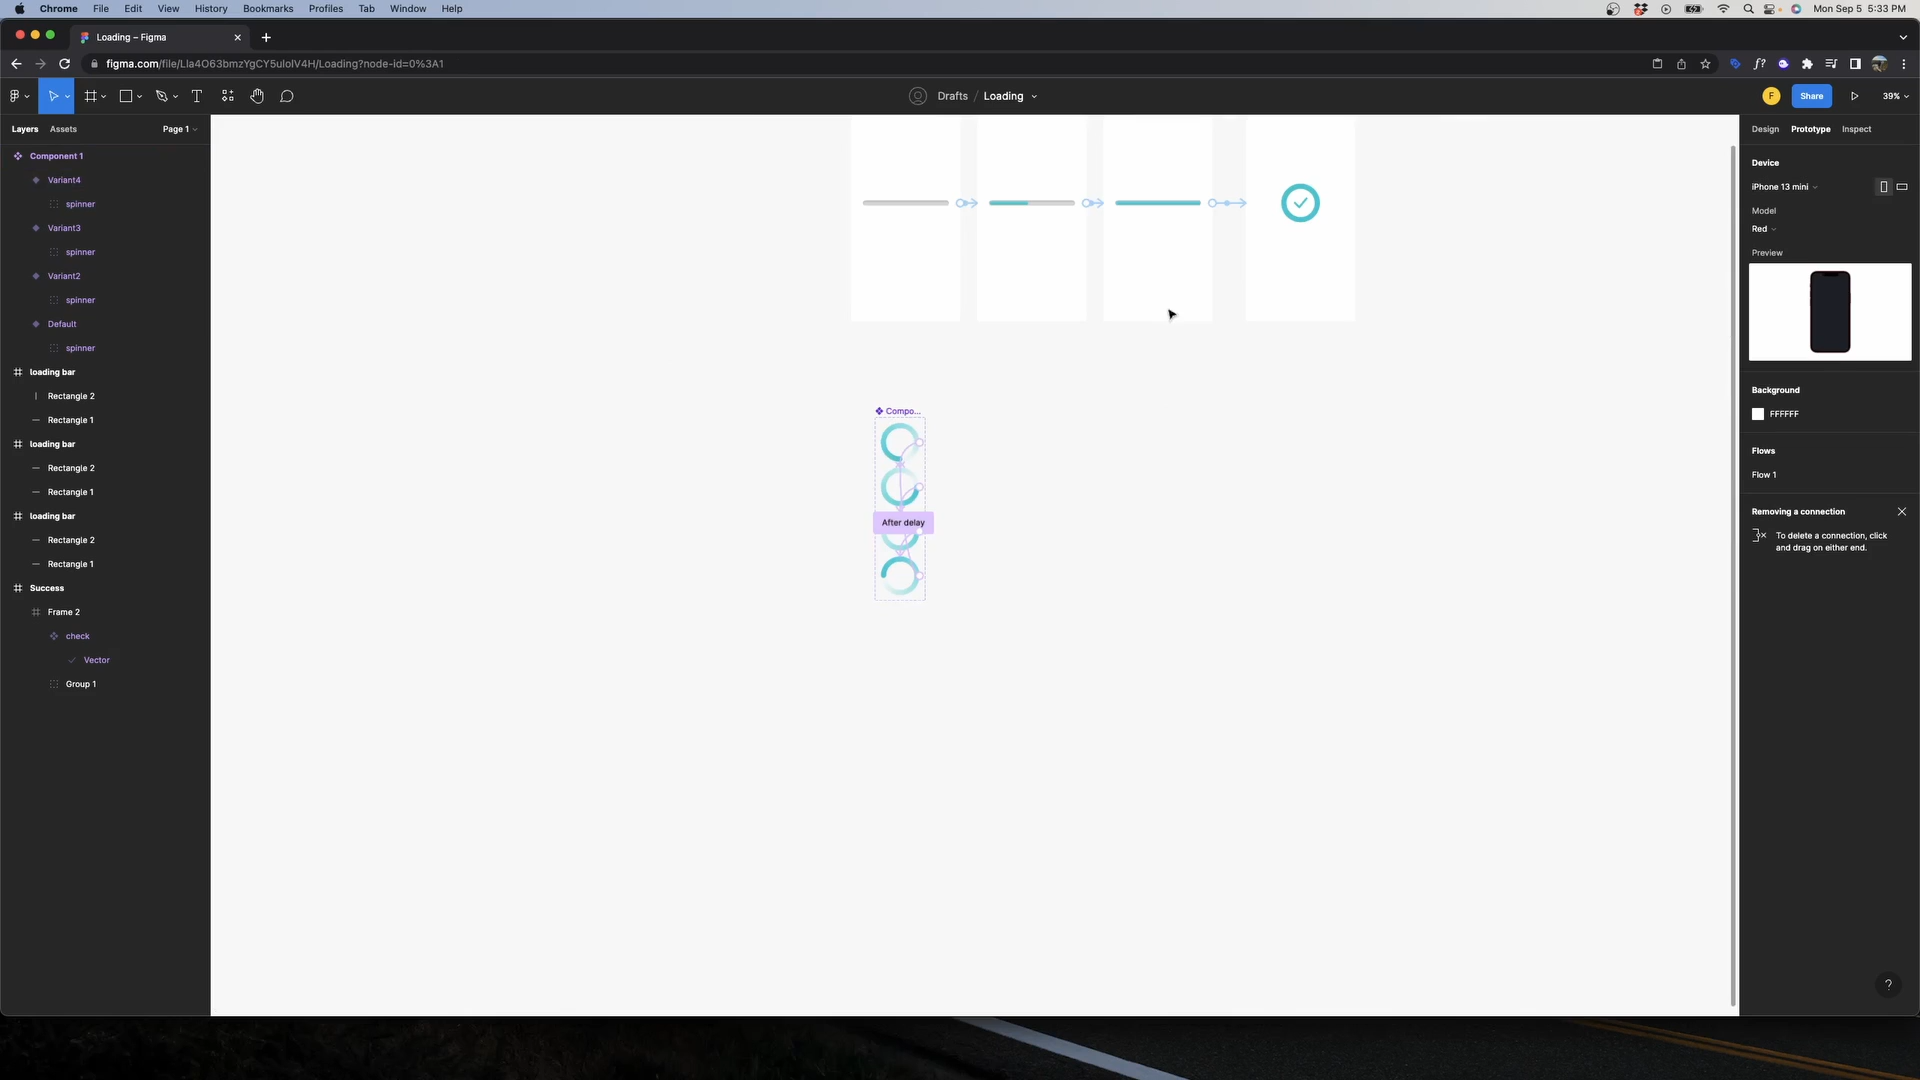 Chrome File Edit View History Bookmarks Profiles Tab Window Help
Mon Sep 5 5:33 PM
Loading – Figma
figma.com/file/Lla4O63bmzYgCY5uIoIV4H/Loading?node-id=0%3A1
Drafts / Loading
F
Share
39%
Layers Assets Page 1
Design Prototype Inspect
Component 1
Variant4
spinner
Variant3
spinner
Variant2
spinner
Default
spinner
loading bar
Rectangle 2
Rectangle 1
loading bar
Rectangle 2
Rectangle 1
loading bar
Rectangle 2
Rectangle 1
Success
Frame 2
check
Vector
Group 1
Compo...
After delay
Device
iPhone 13 mini
Model
Red
Preview
Background
FFFFFF
Flows
Flow 1
Removing a connection
To delete a connection, click
and drag on either end.
?